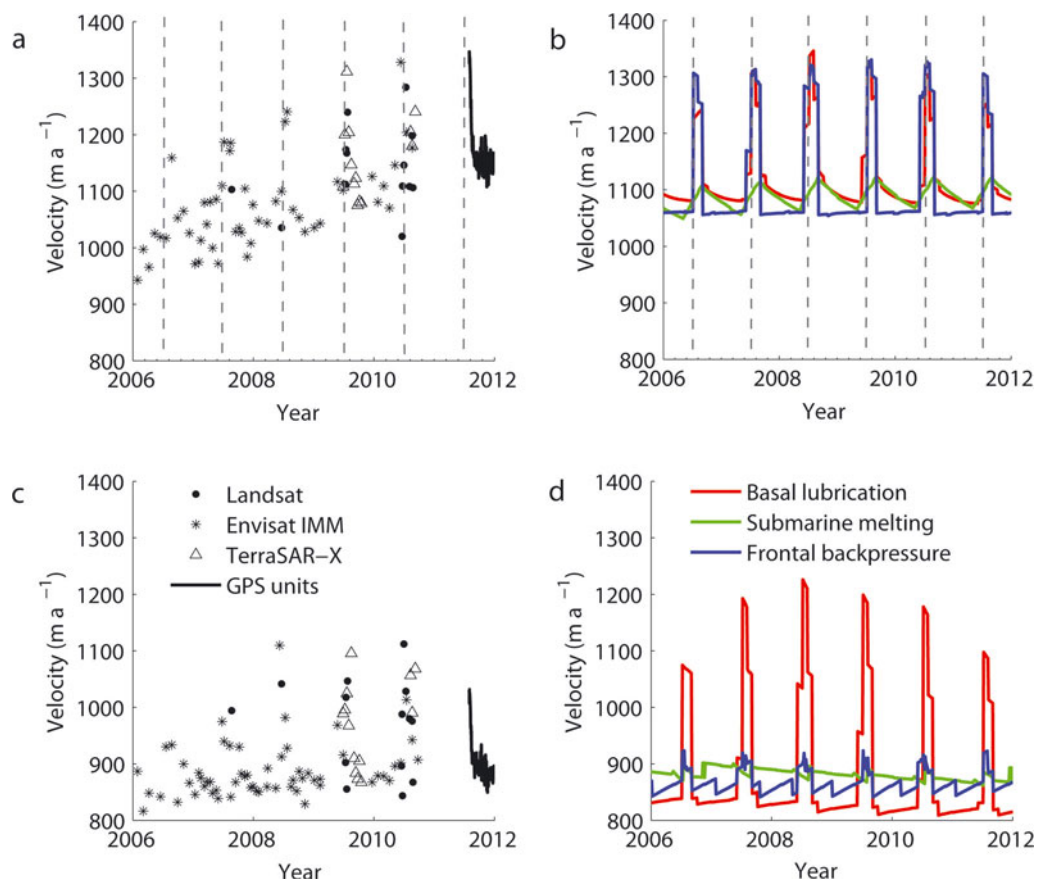 a
1400
1300
1200
1100
1000
900
800
Velocity (m a⁻¹)
2006
2008
2010
2012
Year
b
1400
1300
1200
1100
1000
900
800
Velocity (m a⁻¹)
2006
2008
2010
2012
Year
c
1400
1300
1200
1100
1000
900
800
Velocity (m a⁻¹)
Landsat
Envisat IMM
TerraSAR−X
GPS units
2006
2008
2010
2012
Year
d
1400
1300
1200
1100
1000
900
800
Velocity (m a⁻¹)
Basal lubrication
Submarine melting
Frontal backpressure
2006
2008
2010
2012
Year